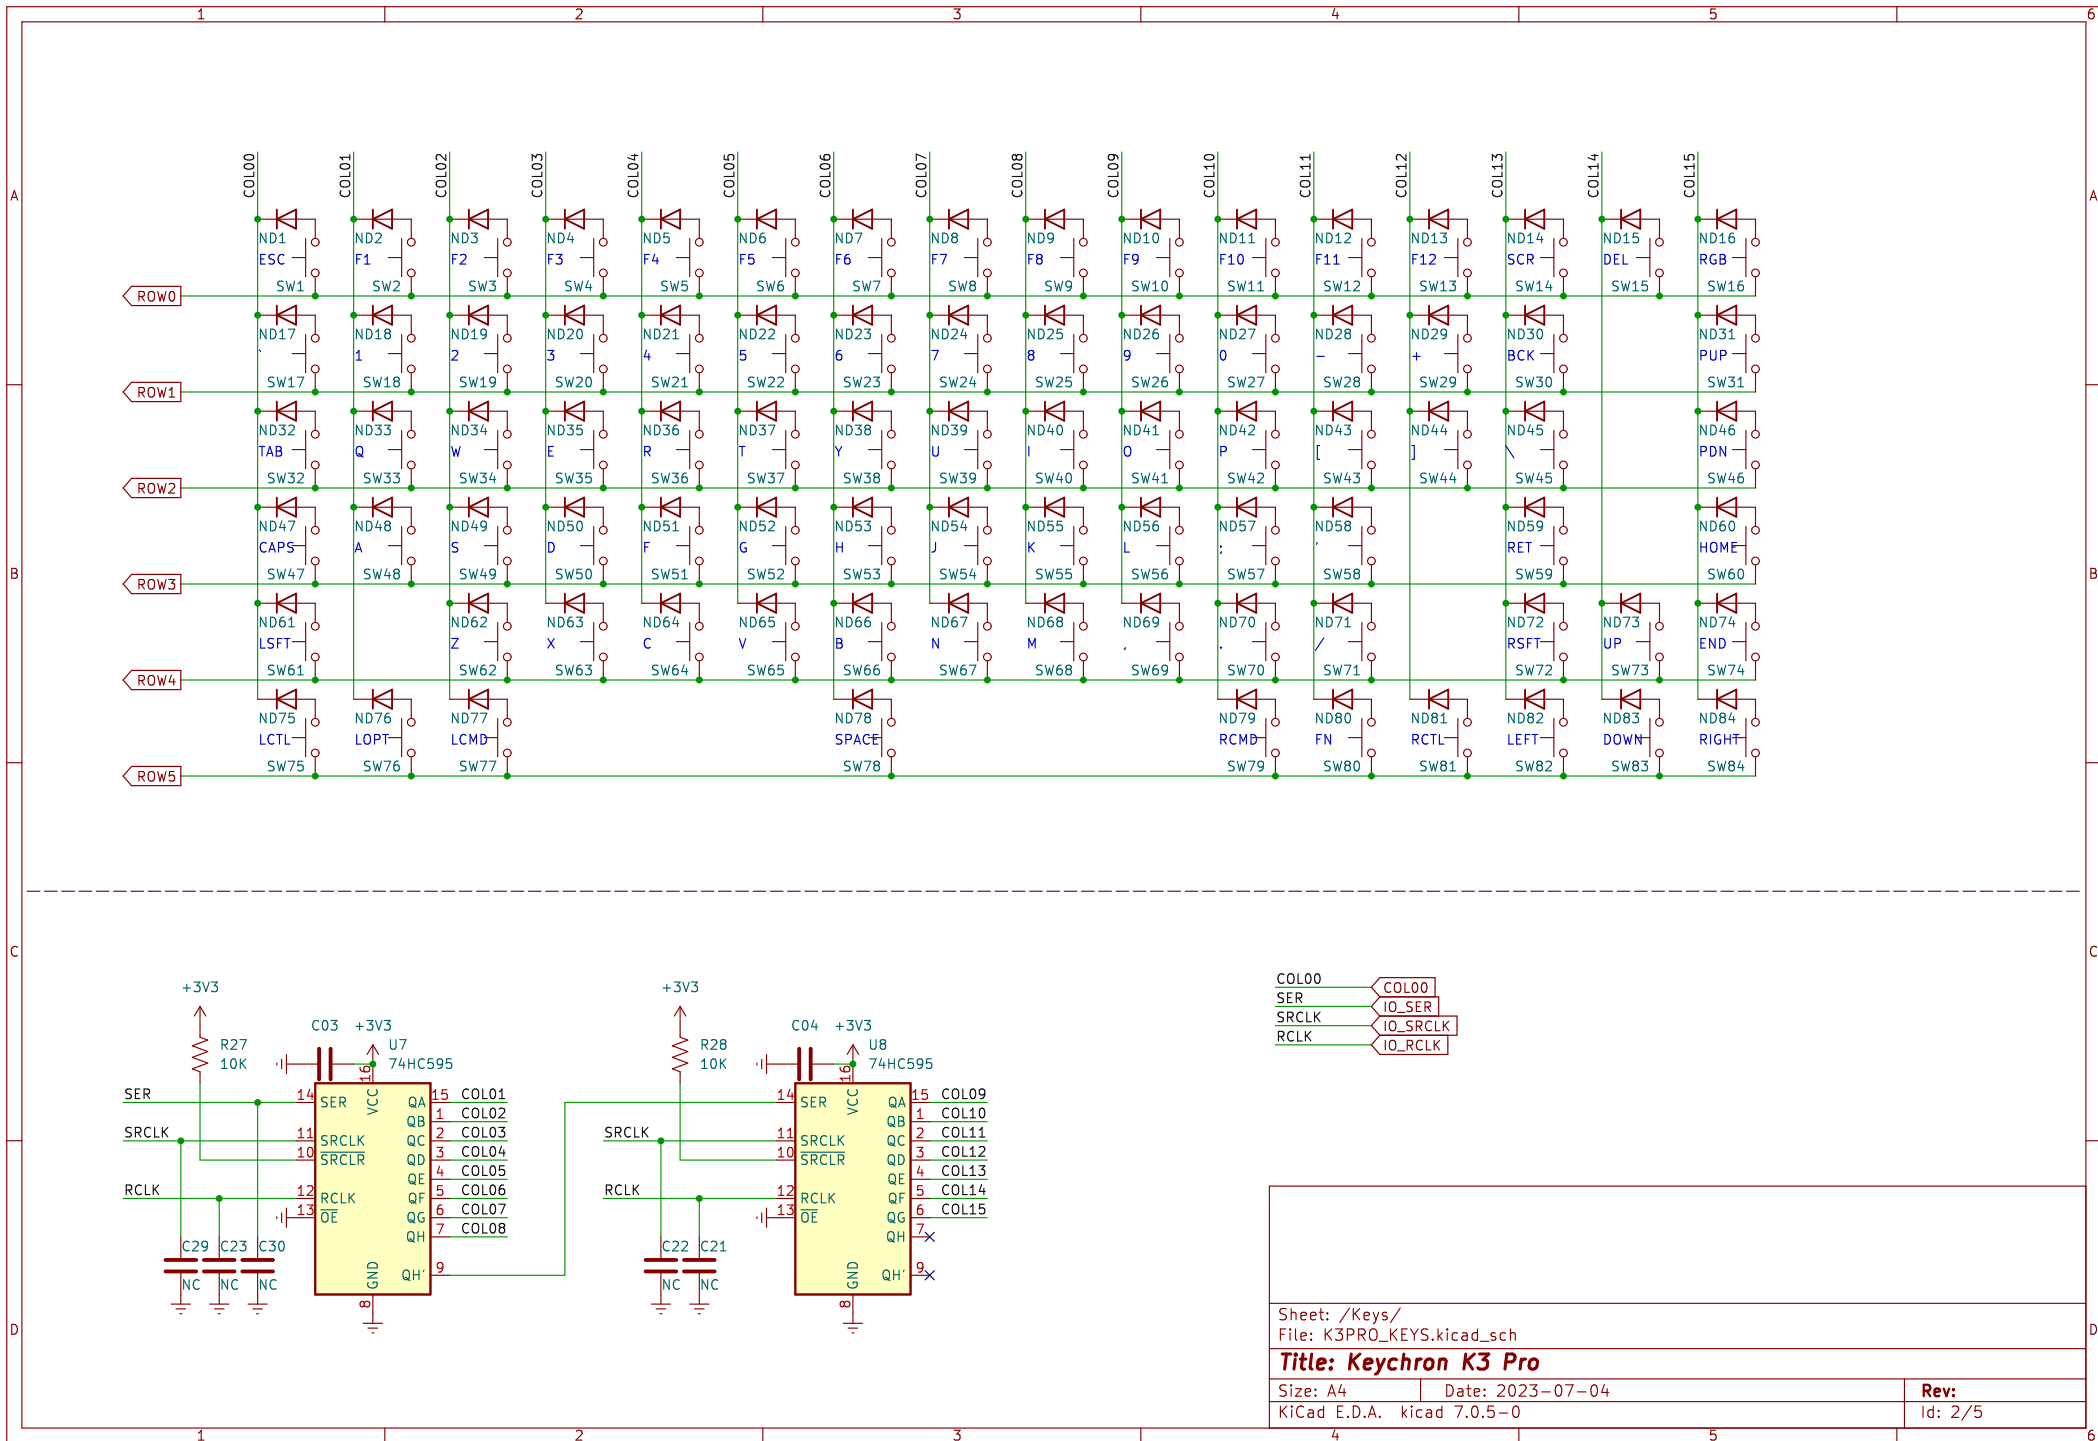 1 2 3 4 5 6
COL00 COL01 COL02 COL03 COL04 COL05 COL06 COL07 COL08 COL09 COL10 COL11 COL12 COL13 COL14 COL15
A A
ND1 ND2 ND3 ND4 ND5 ND6 ND7 ND8 ND9 ND10 ND11 ND12 ND13 ND14 ND15 ND16
ESC F1 F2 F3 F4 F5 F6 F7 F8 F9 F10 F11 F12 SCR DEL RGB
SW1 SW2 SW3 SW4 SW5 SW6 SW7 SW8 SW9 SW10 SW11 SW12 SW13 SW14 SW15 SW16
ROW0
ND17 ND18 ND19 ND20 ND21 ND22 ND23 ND24 ND25 ND26 ND27 ND28 ND29 ND30 ND31
` 1 2 3 4 5 6 7 8 9 0 - + BCK PUP
SW17 SW18 SW19 SW20 SW21 SW22 SW23 SW24 SW25 SW26 SW27 SW28 SW29 SW30 SW31
ROW1
ND32 ND33 ND34 ND35 ND36 ND37 ND38 ND39 ND40 ND41 ND42 ND43 ND44 ND45 ND46
TAB Q W E R T Y U I O P [ ] \ PDN
SW32 SW33 SW34 SW35 SW36 SW37 SW38 SW39 SW40 SW41 SW42 SW43 SW44 SW45 SW46
ROW2
ND47 ND48 ND49 ND50 ND51 ND52 ND53 ND54 ND55 ND56 ND57 ND58 ND59 ND60
CAPS A S D F G H J K L ; ' RET HOME
B B
SW47 SW48 SW49 SW50 SW51 SW52 SW53 SW54 SW55 SW56 SW57 SW58 SW59 SW60
ROW3
ND61 ND62 ND63 ND64 ND65 ND66 ND67 ND68 ND69 ND70 ND71 ND72 ND73 ND74
LSFT Z X C V B N M , . / RSFT UP END
SW61 SW62 SW63 SW64 SW65 SW66 SW67 SW68 SW69 SW70 SW71 SW72 SW73 SW74
ROW4
ND75 ND76 ND77 ND78 ND79 ND80 ND81 ND82 ND83 ND84
LCTL LOPT LCMD SPACE RCMD FN RCTL LEFT DOWN RIGHT
SW75 SW76 SW77 SW78 SW79 SW80 SW81 SW82 SW83 SW84
ROW5
C C
+3V3
R27
10K
C03
+3V3
U7
74HC595
SER
SRCLK
RCLK
16 VCC
14 SER
11 SRCLK
10 SRCLR
12 RCLK
13 OE
QA 15 COL01
QB 1 COL02
QC 2 COL03
QD 3 COL04
QE 4 COL05
QF 5 COL06
QG 6 COL07
QH 7 COL08
QH' 9
GND 8
C29 C23 C30
NC NC NC
+3V3
R28
10K
C04
+3V3
U8
74HC595
SRCLK
RCLK
16 VCC
14 SER
11 SRCLK
10 SRCLR
12 RCLK
13 OE
QA 15 COL09
QB 1 COL10
QC 2 COL11
QD 3 COL12
QE 4 COL13
QF 5 COL14
QG 6 COL15
QH 7
QH' 9
GND 8
C22 C21
NC NC
COL00 COL00
SER IO_SER
SRCLK IO_SRCLK
RCLK IO_RCLK
D D
Sheet: /Keys/
File: K3PRO_KEYS.kicad_sch
Title: Keychron K3 Pro
Size: A4 Date: 2023-07-04 Rev:
KiCad E.D.A. kicad 7.0.5-0 Id: 2/5
1 2 3 4 5 6